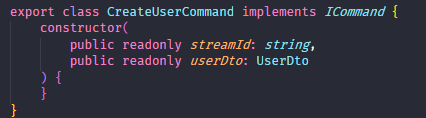 export class CreateUserCommand implements ICommand {
    constructor(
        public readonly streamId: string,
        public readonly userDto: UserDto
    ) {
    }
}